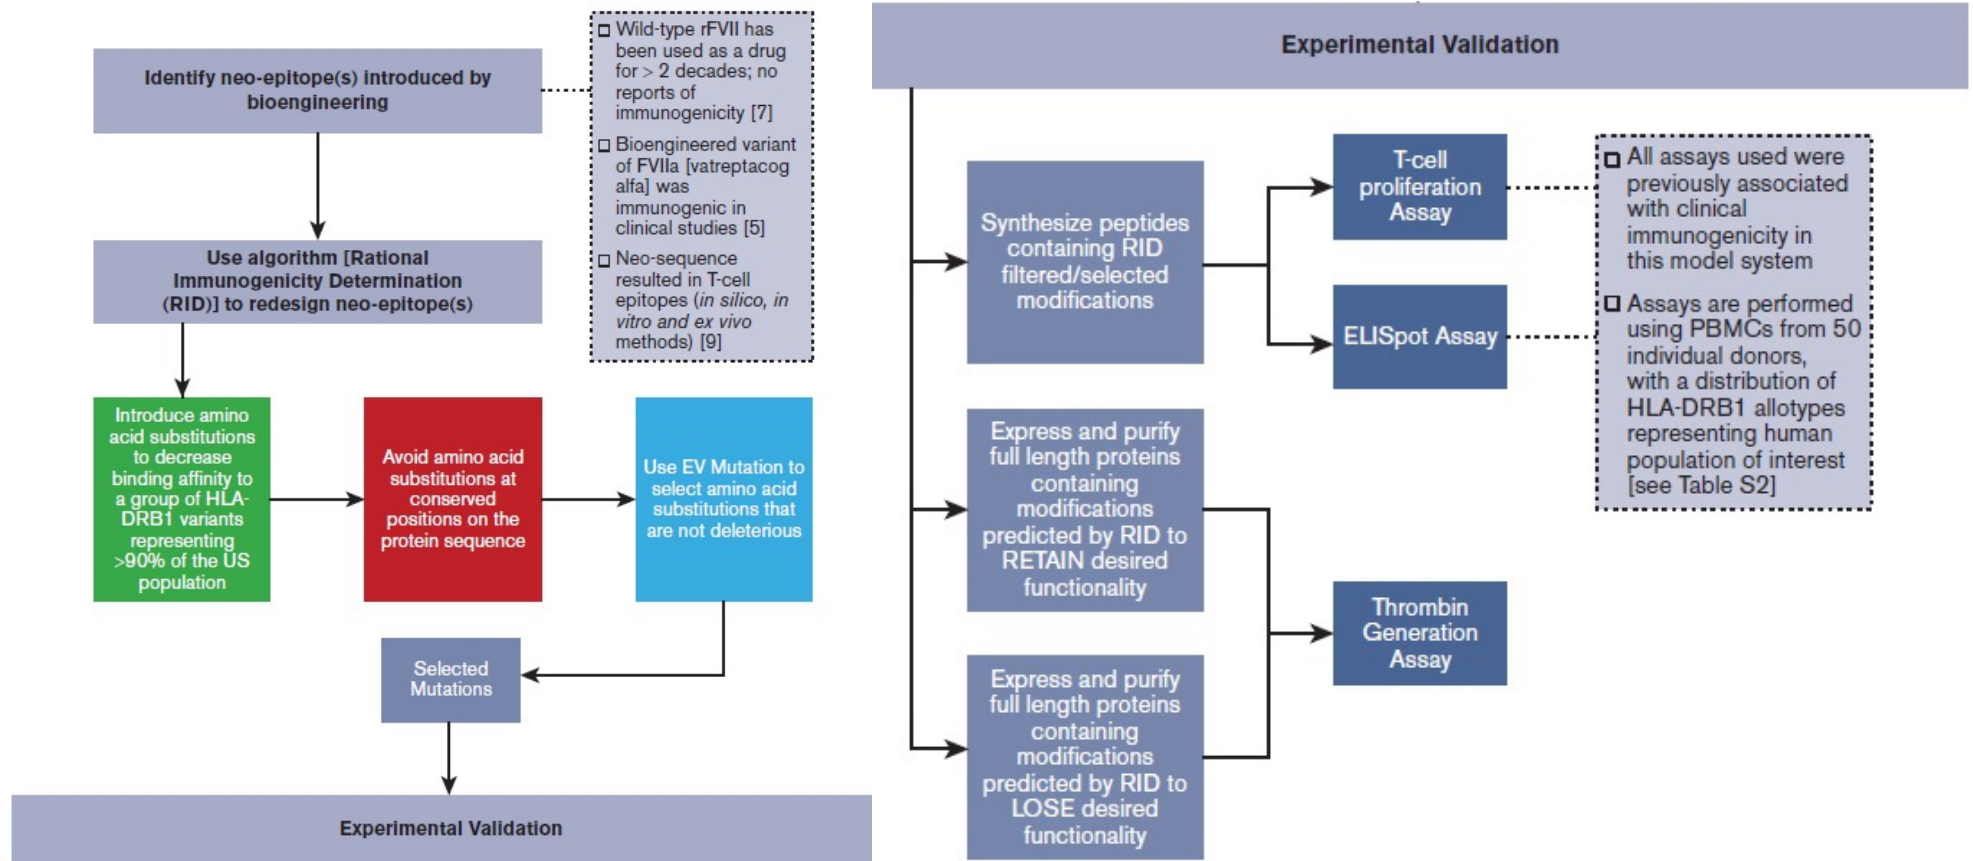 Identify neo-epitope(s) introduced by
bioengineering
Wild-type rFVII has
been used as a drug
for > 2 decades; no
reports of
immunogenicity [7]
Bioengineered variant
of FVIIa [vatreptacog
alfa] was
immunogenic in
clinical studies [5]
Neo-sequence
resulted in T-cell
epitopes (in silico, in
vitro and ex vivo
methods) [9]
Use algorithm [Rational
Immunogenicity Determination
(RID)] to redesign neo-epitope(s)
Introduce amino
acid substitutions
to decrease
binding affinity to
a group of HLA-
DRB1 variants
representing
>90% of the US
population
Avoid amino acid
substitutions at
conserved
positions on the
protein sequence
Use EV Mutation to
select amino acid
substitutions that
are not deleterious
Selected
Mutations
Experimental Validation
Experimental Validation
Synthesize peptides
containing RID
filtered/selected
modifications
T-cell
proliferation
Assay
ELISpot Assay
All assays used were
previously associated
with clinical
immunogenicity in
this model system
Assays are performed
using PBMCs from 50
individual donors,
with a distribution of
HLA-DRB1 allotypes
representing human
population of interest
[see Table S2]
Express and purify
full length proteins
containing
modifications
predicted by RID to
RETAIN desired
functionality
Express and purify
full length proteins
containing
modifications
predicted by RID to
LOSE desired
functionality
Thrombin
Generation
Assay